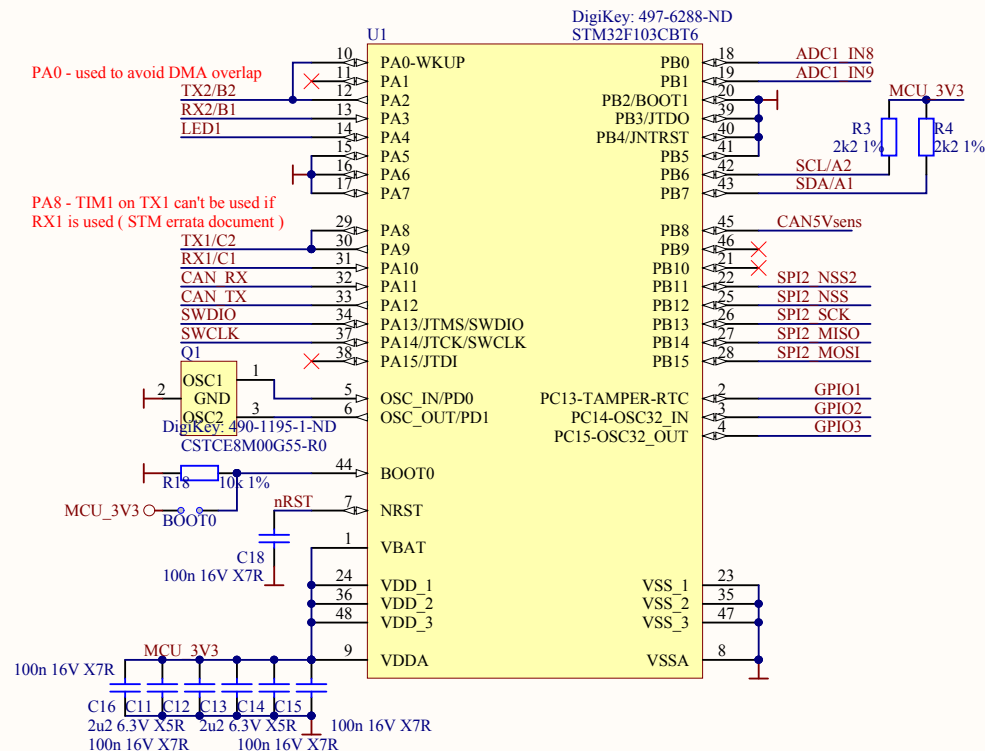 DigiKey: 497-6288-ND
U1 STM32F103CBT6
PA0 - used to avoid DMA overlap
10 PA0-WKUP PB0 18 ADC1_IN8
11 PA1 PB1 19 ADC1_IN9
TX2/B2 12 PA2 PB2/BOOT1 20 MCU_3V3
RX2/B1 13 PA3 PB3/JTDO 39
LED1 14 PA4 PB4/JNTRST 40
R3 R4
2k2 1% 2k2 1%
15 PA5 PB5 41
16 PA6 PB6 42 SCL/A2
17 PA7 PB7 43 SDA/A1
PA8 - TIM1 on TX1 can't be used if
RX1 is used ( STM errata document )
29 PA8 PB8 45 CAN5Vsens
TX1/C2 30 PA9 PB9 46
RX1/C1 31 PA10 PB10 21
CAN_RX 32 PA11 PB11 22 SPI2_NSS2
CAN_TX 33 PA12 PB12 25 SPI2_NSS
SWDIO 34 PA13/JTMS/SWDIO PB13 26 SPI2_SCK
SWCLK 37 PA14/JTCK/SWCLK PB14 27 SPI2_MISO
38 PA15/JTDI PB15 28 SPI2_MOSI
Q1
OSC1 1
2 GND
OSC2 3
5 OSC_IN/PD0 PC13-TAMPER-RTC 2 GPIO1
6 OSC_OUT/PD1 PC14-OSC32_IN 3 GPIO2
PC15-OSC32_OUT 4 GPIO3
DigiKey: 490-1195-1-ND
CSTCE8M00G55-R0
44 BOOT0
R18 10k 1%
MCU_3V3 BOOT0
nRST 7 NRST
C18
100n 16V X7R
1 VBAT
24 VDD_1 VSS_1 23
36 VDD_2 VSS_2 35
48 VDD_3 VSS_3 47
MCU_3V3 9 VDDA VSSA 8
100n 16V X7R
C16 C11 C12 C13 C14 C15
2u2 6.3V X5R 2u2 6.3V X5R 100n 16V X7R
100n 16V X7R 100n 16V X7R